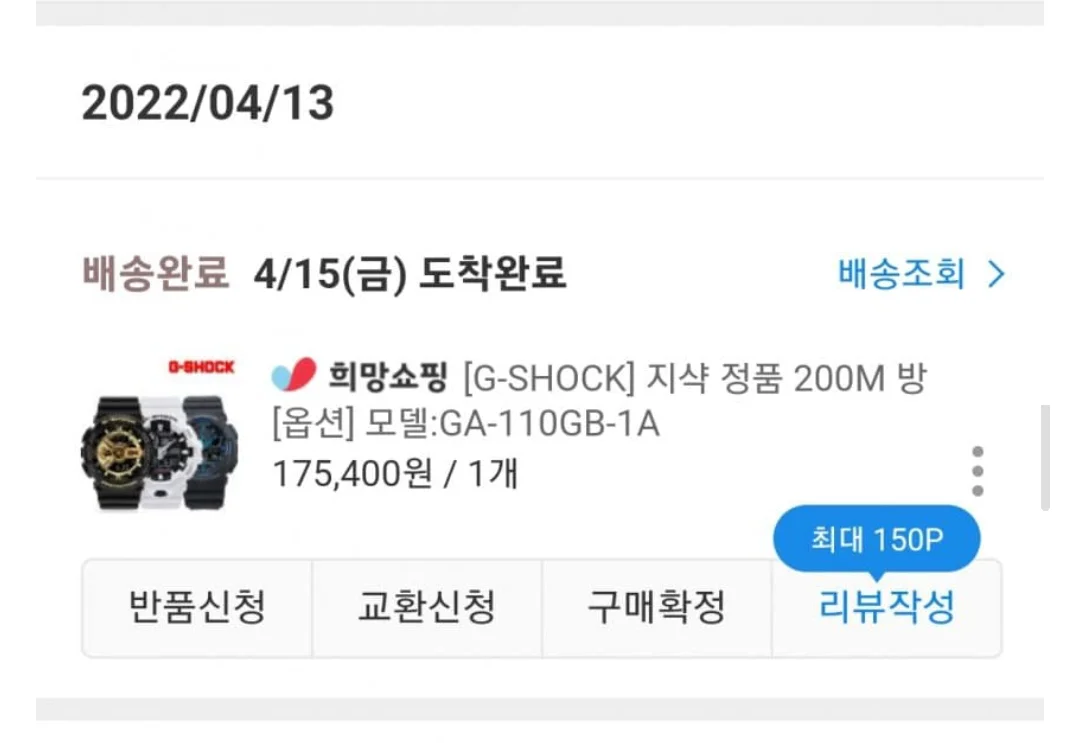 2022/04/13
배송완료 4/15(금) 도착완료
배송조회
G-SHOCK
희망쇼핑 [G-SHOCK] 지샥 정품 200M 방
[옵션] 모델:GA-110GB-1A
175,400원 / 1개
최대 150P
반품신청 교환신청 구매확정 리뷰작성